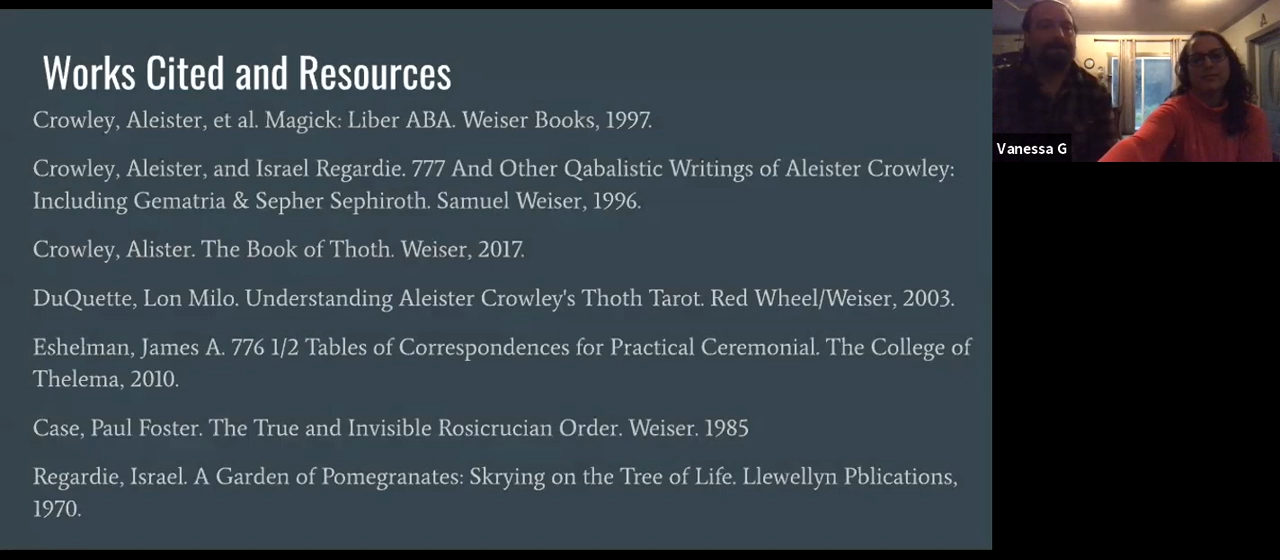 Works Cited and Resources
Crowley, Aleister, et al. Magick: Liber ABA. Weiser Books, 1997.
Crowley, Aleister, and Israel Regardie. 777 And Other Qabalistic Writings of Aleister Crowley:
Including Gematria & Sepher Sephiroth. Samuel Weiser, 1996.
Crowley, Alister. The Book of Thoth. Weiser, 2017.
DuQuette, Lon Milo. Understanding Aleister Crowley's Thoth Tarot. Red Wheel/Weiser, 2003.
Eshelman, James A. 776 1/2 Tables of Correspondences for Practical Ceremonial. The College of
Thelema, 2010.
Case, Paul Foster. The True and Invisible Rosicrucian Order. Weiser. 1985
Regardie, Israel. A Garden of Pomegranates: Skrying on the Tree of Life. Llewellyn Pblications,
1970.
Vanessa G